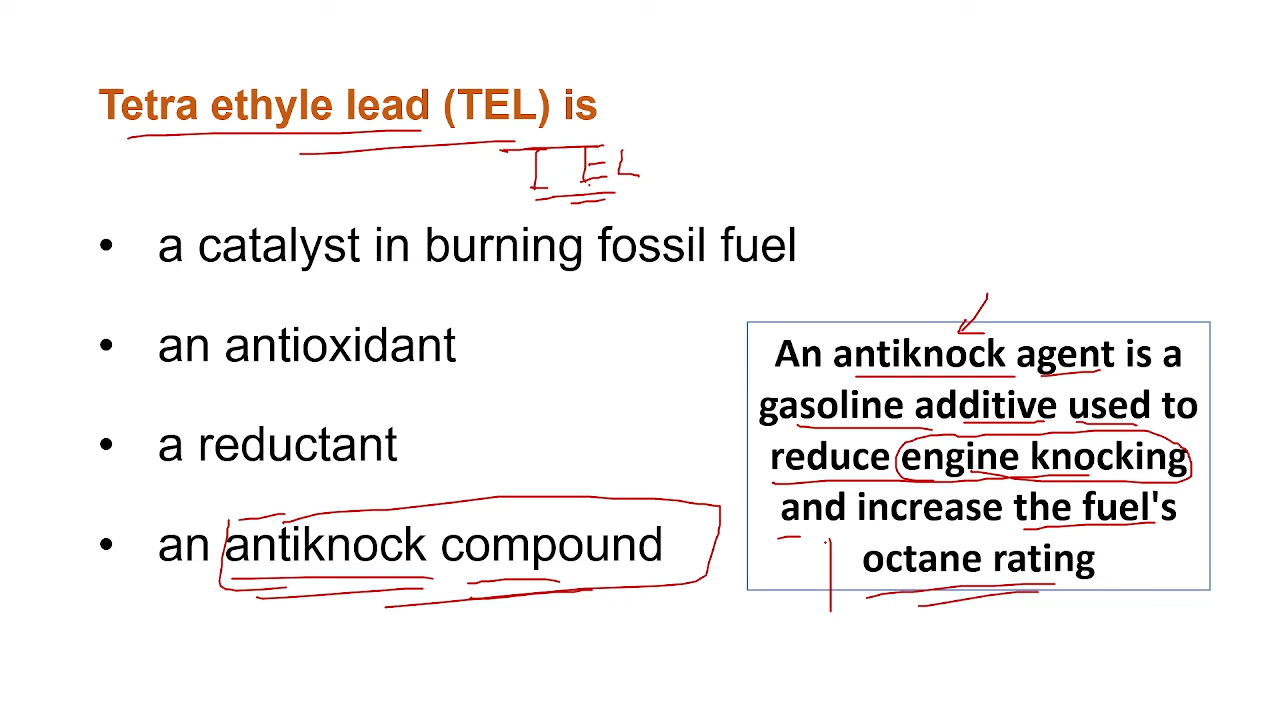 Tetra ethyle lead (TEL) is
TEL
• a catalyst in burning fossil fuel
• an antioxidant
• a reductant
• an antiknock compound
An antiknock agent is a
gasoline additive used to
reduce engine knocking
and increase the fuel's
octane rating